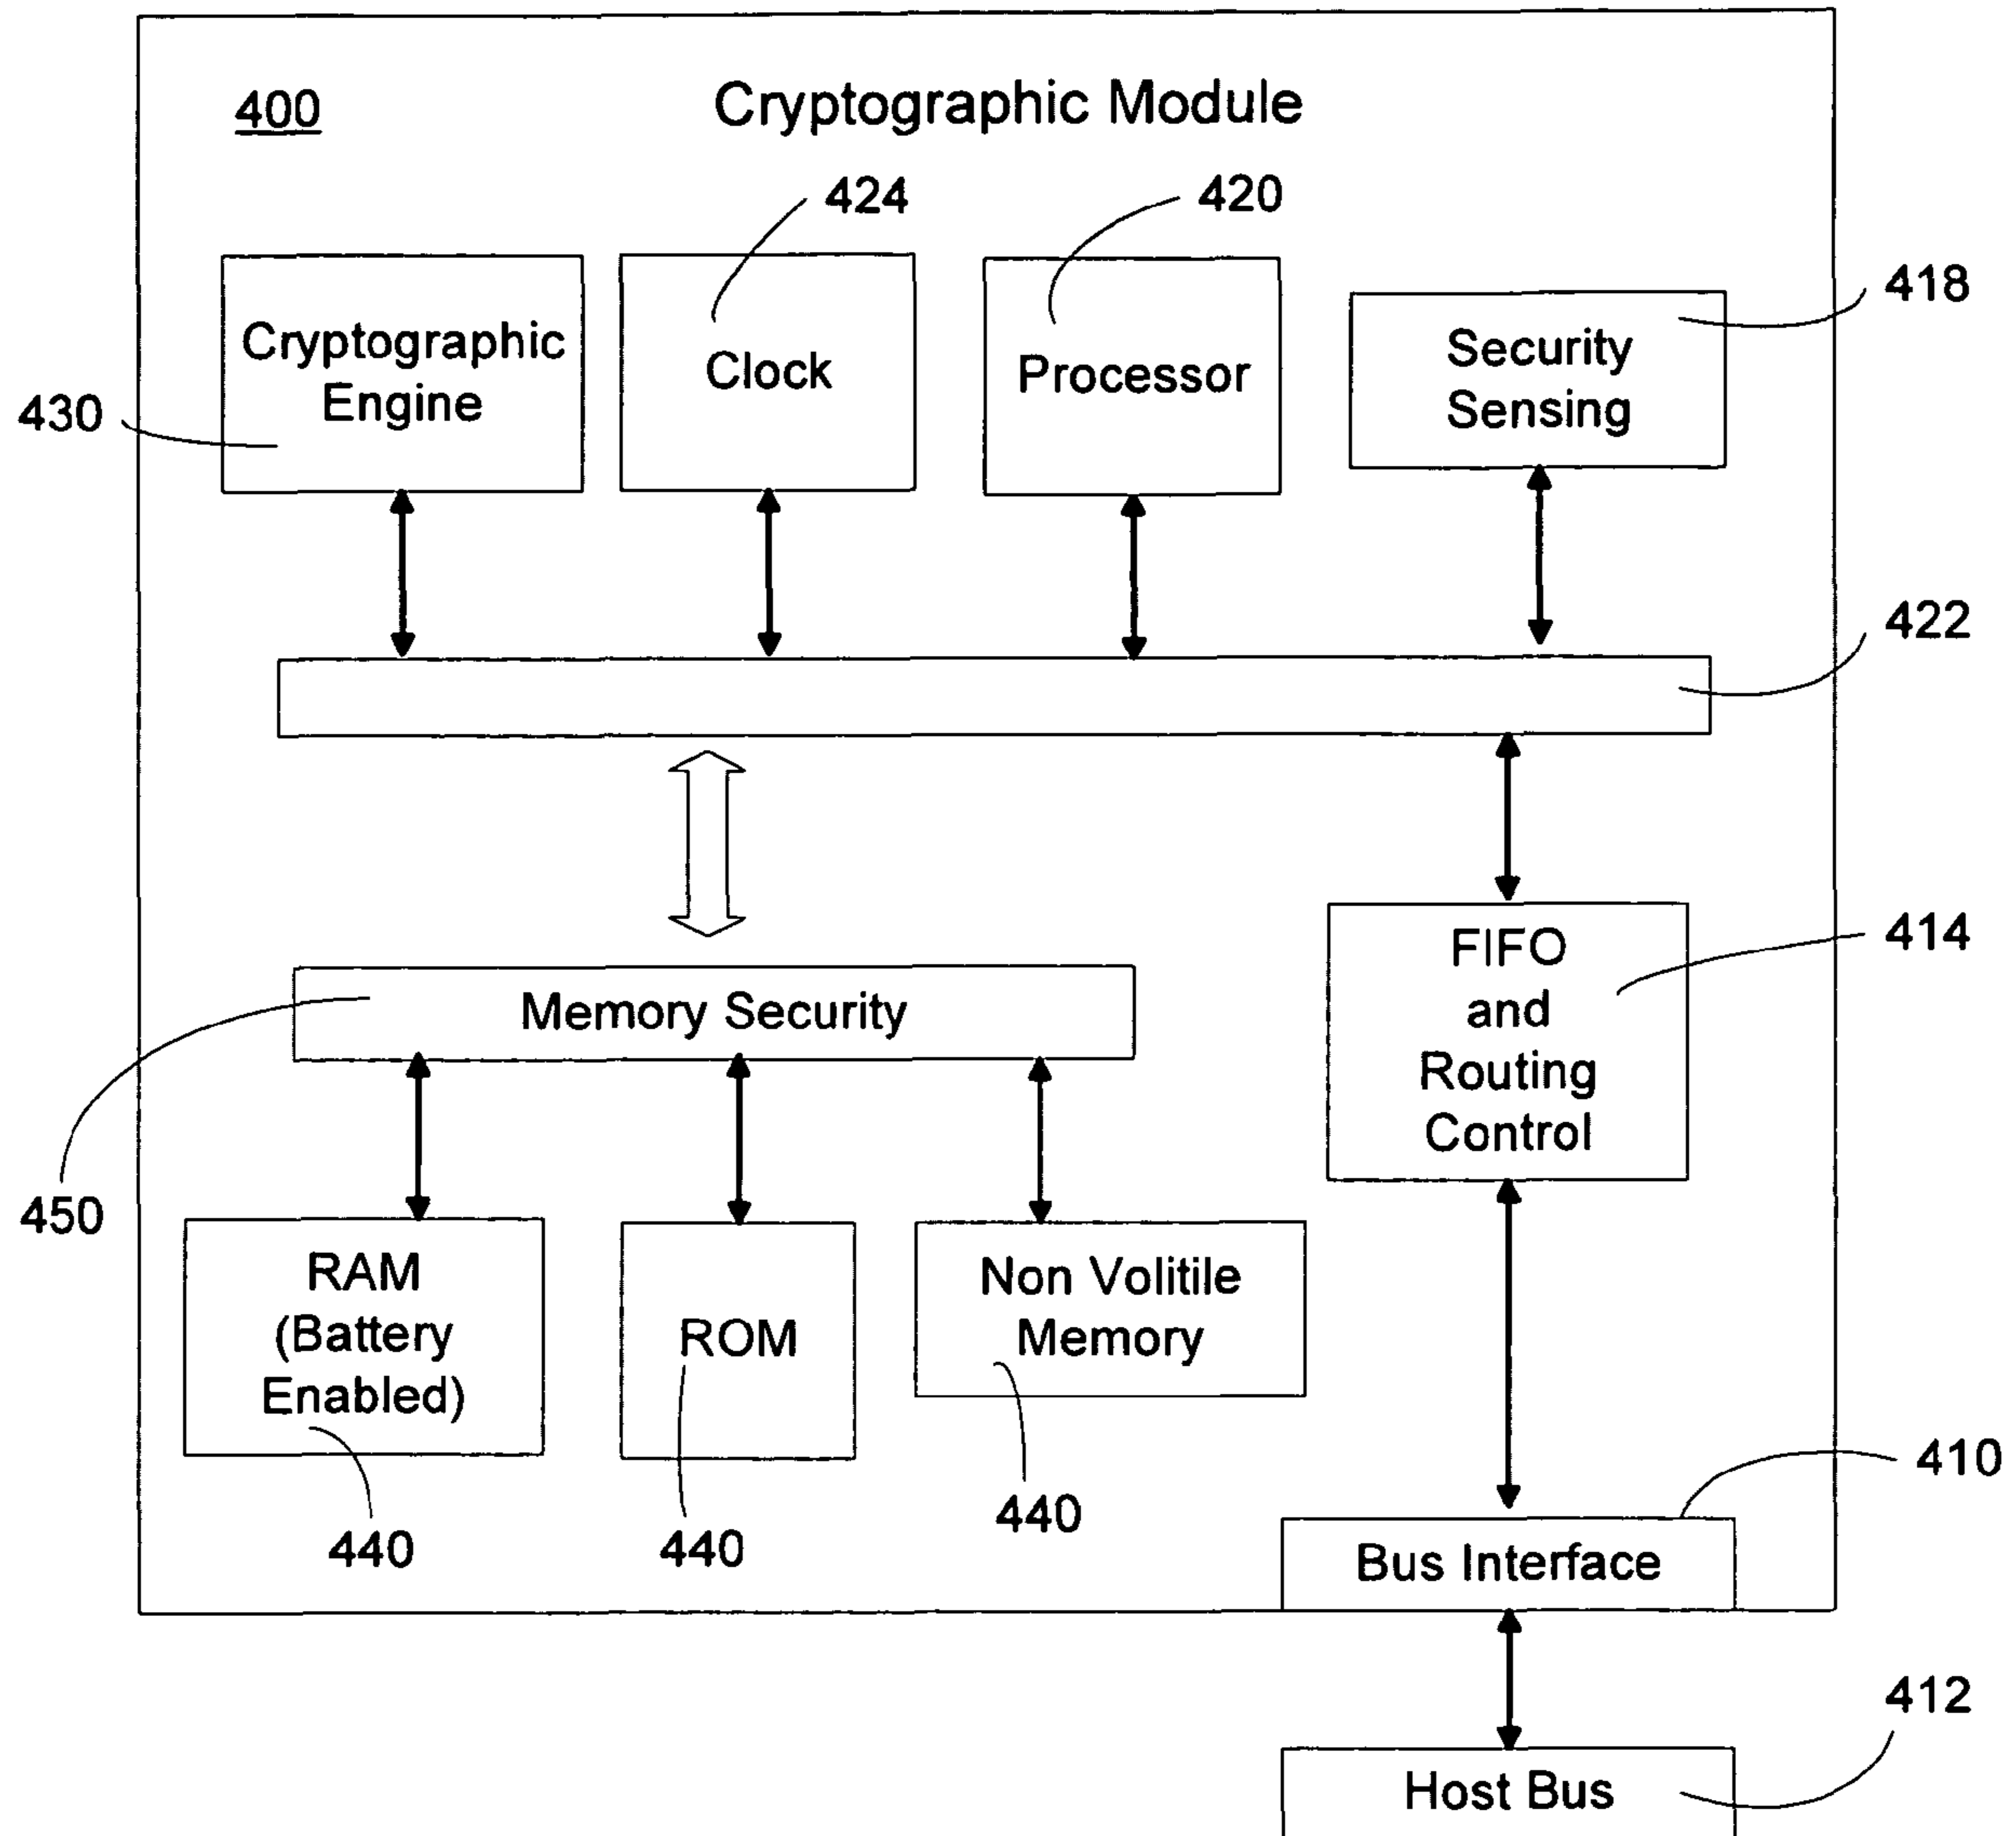 400
Cryptographic Module
424
420
418
Cryptographic
Engine
Clock
Processor
Security
Sensing
430
422
FIFO
and
Routing
Control
414
Memory Security
450
RAM
(Battery
Enabled)
ROM
Non Volitile
Memory
440
440
440
410
Bus Interface
412
Host Bus